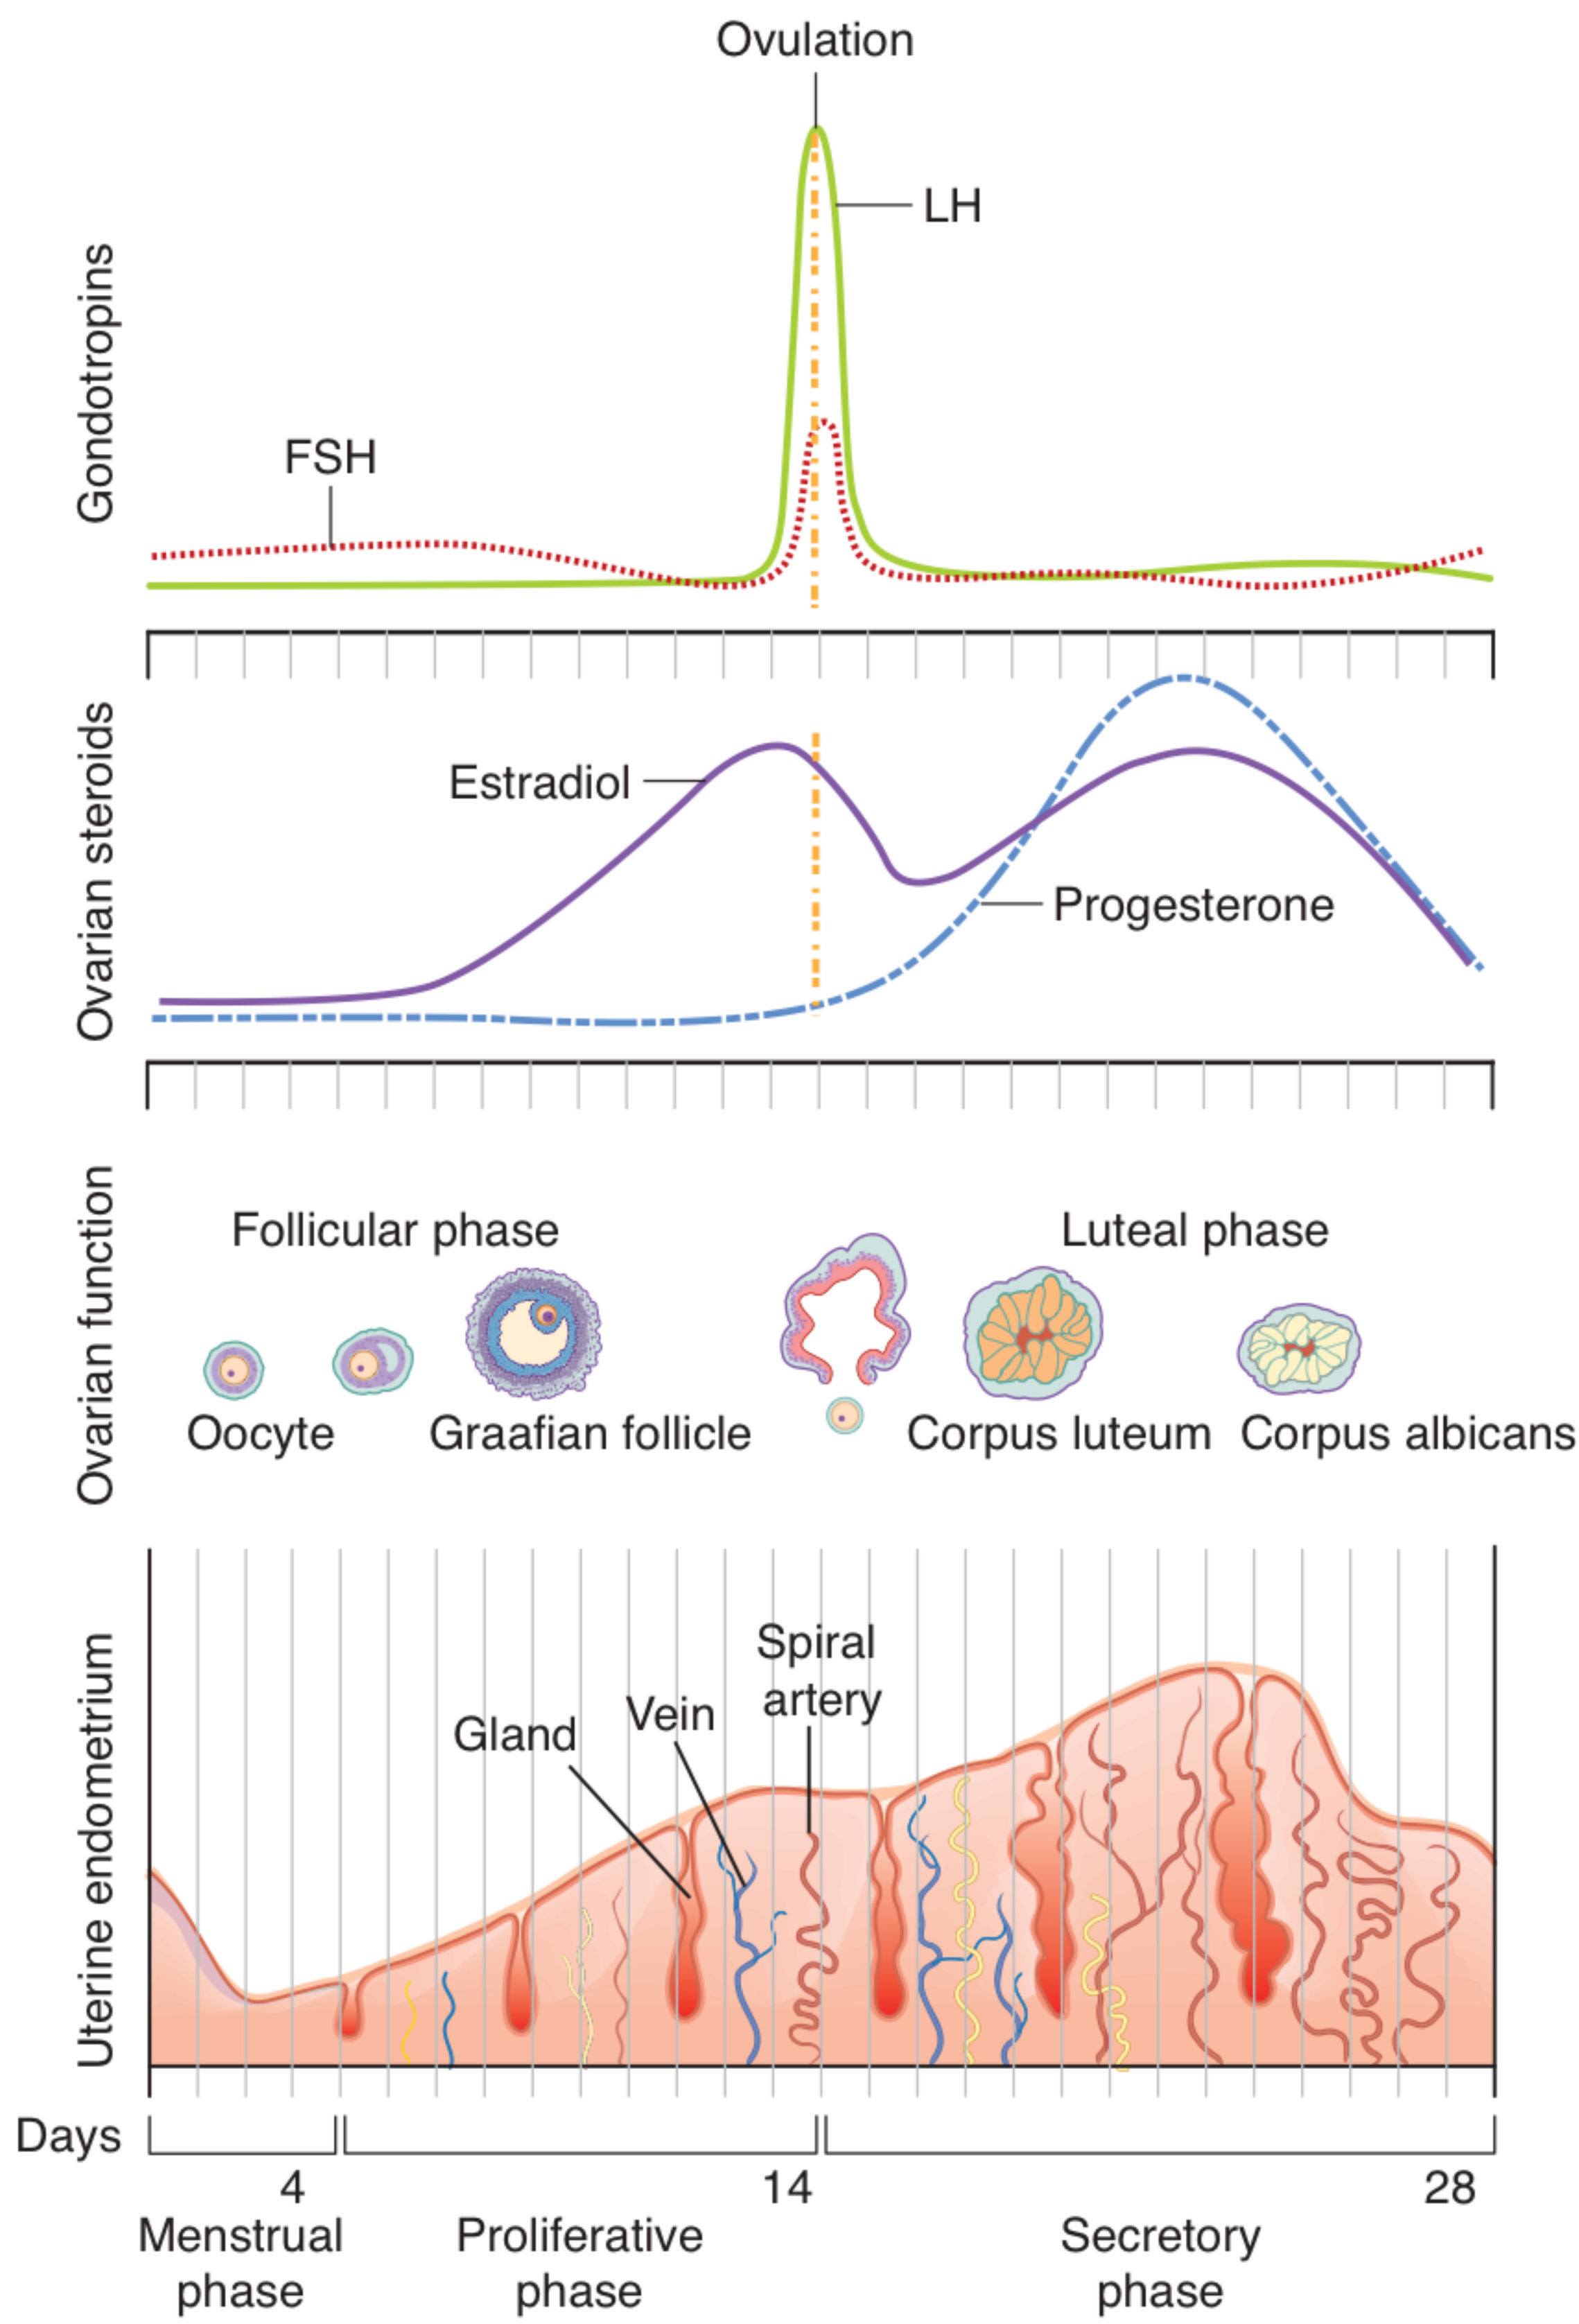 Ovulation
LH
Gondotropins
FSH
Ovarian steroids
Estradiol
Progesterone
Ovarian function
Follicular phase
Luteal phase
Oocyte
Graafian follicle
Corpus luteum
Corpus albicans
Uterine endometrium
Spiral
artery
Vein
Gland
Days
4
14
28
Menstrual
phase
Proliferative
phase
Secretory
phase